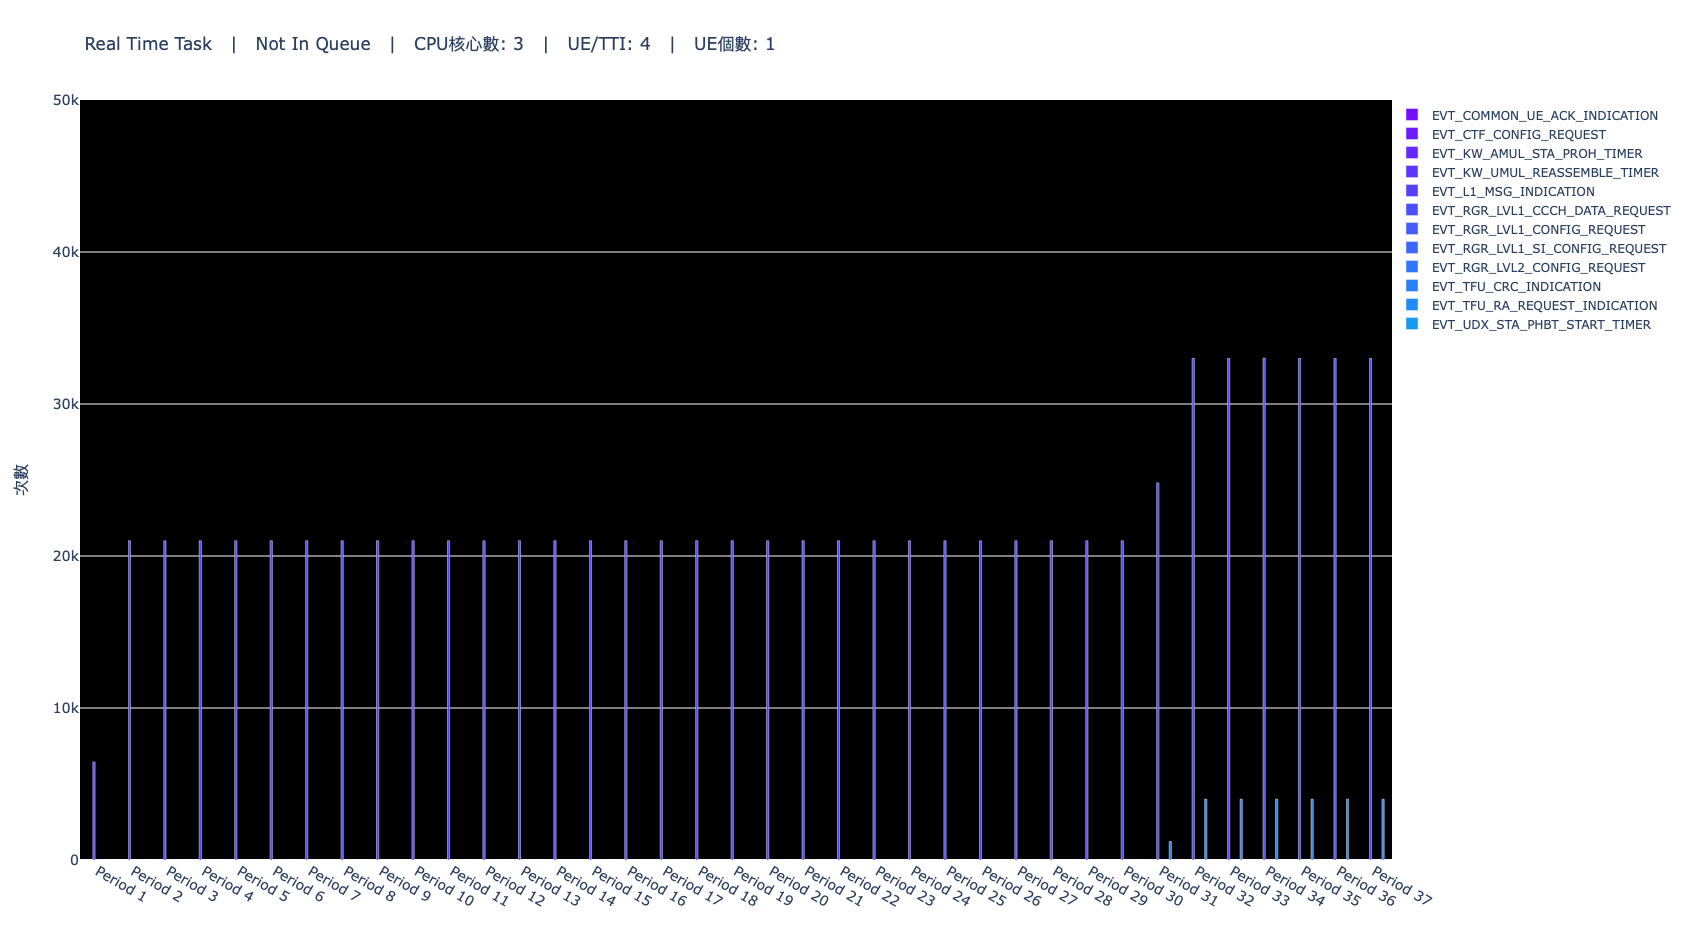 Real Time Task | Not In Queue | CPU核心數: 3 | UE/TTI: 4 | UE個數: 1
50k
40k
30k
20k
10k
0
次數
Period 1
Period 2
Period 3
Period 4
Period 5
Period 6
Period 7
Period 8
Period 9
Period 10
Period 11
Period 12
Period 13
Period 14
Period 15
Period 16
Period 17
Period 18
Period 19
Period 20
Period 21
Period 22
Period 23
Period 24
Period 25
Period 26
Period 27
Period 28
Period 29
Period 30
Period 31
Period 32
Period 33
Period 34
Period 35
Period 36
Period 37
EVT_COMMON_UE_ACK_INDICATION
EVT_CTF_CONFIG_REQUEST
EVT_KW_AMUL_STA_PROH_TIMER
EVT_KW_UMUL_REASSEMBLE_TIMER
EVT_L1_MSG_INDICATION
EVT_RGR_LVL1_CCCH_DATA_REQUEST
EVT_RGR_LVL1_CONFIG_REQUEST
EVT_RGR_LVL1_SI_CONFIG_REQUEST
EVT_RGR_LVL2_CONFIG_REQUEST
EVT_TFU_CRC_INDICATION
EVT_TFU_RA_REQUEST_INDICATION
EVT_UDX_STA_PHBT_START_TIMER